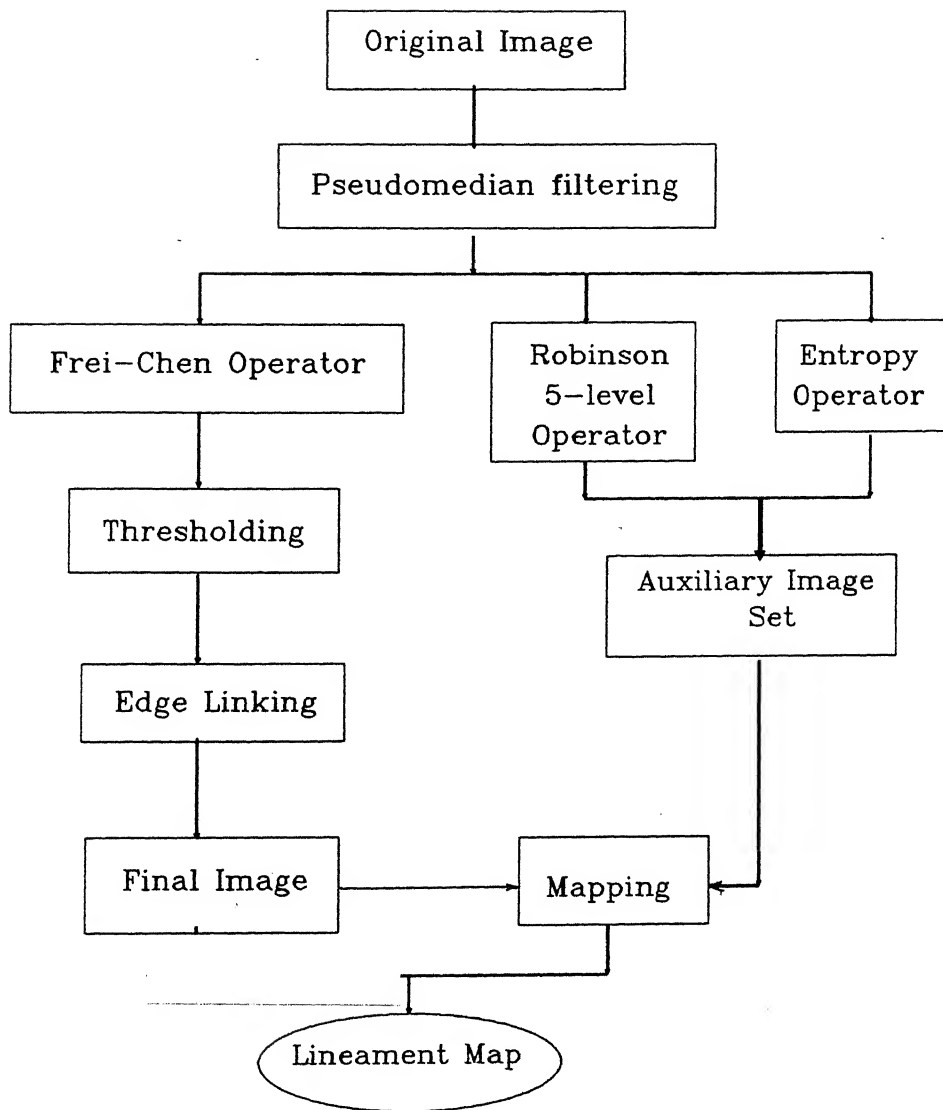 Original Image
Pseudomedian filtering
Frei-Chen Operator
Robinson
5-level
Operator
Entropy
Operator
Thresholding
Auxiliary Image
Set
Edge Linking
Final Image
Mapping
Lineament Map